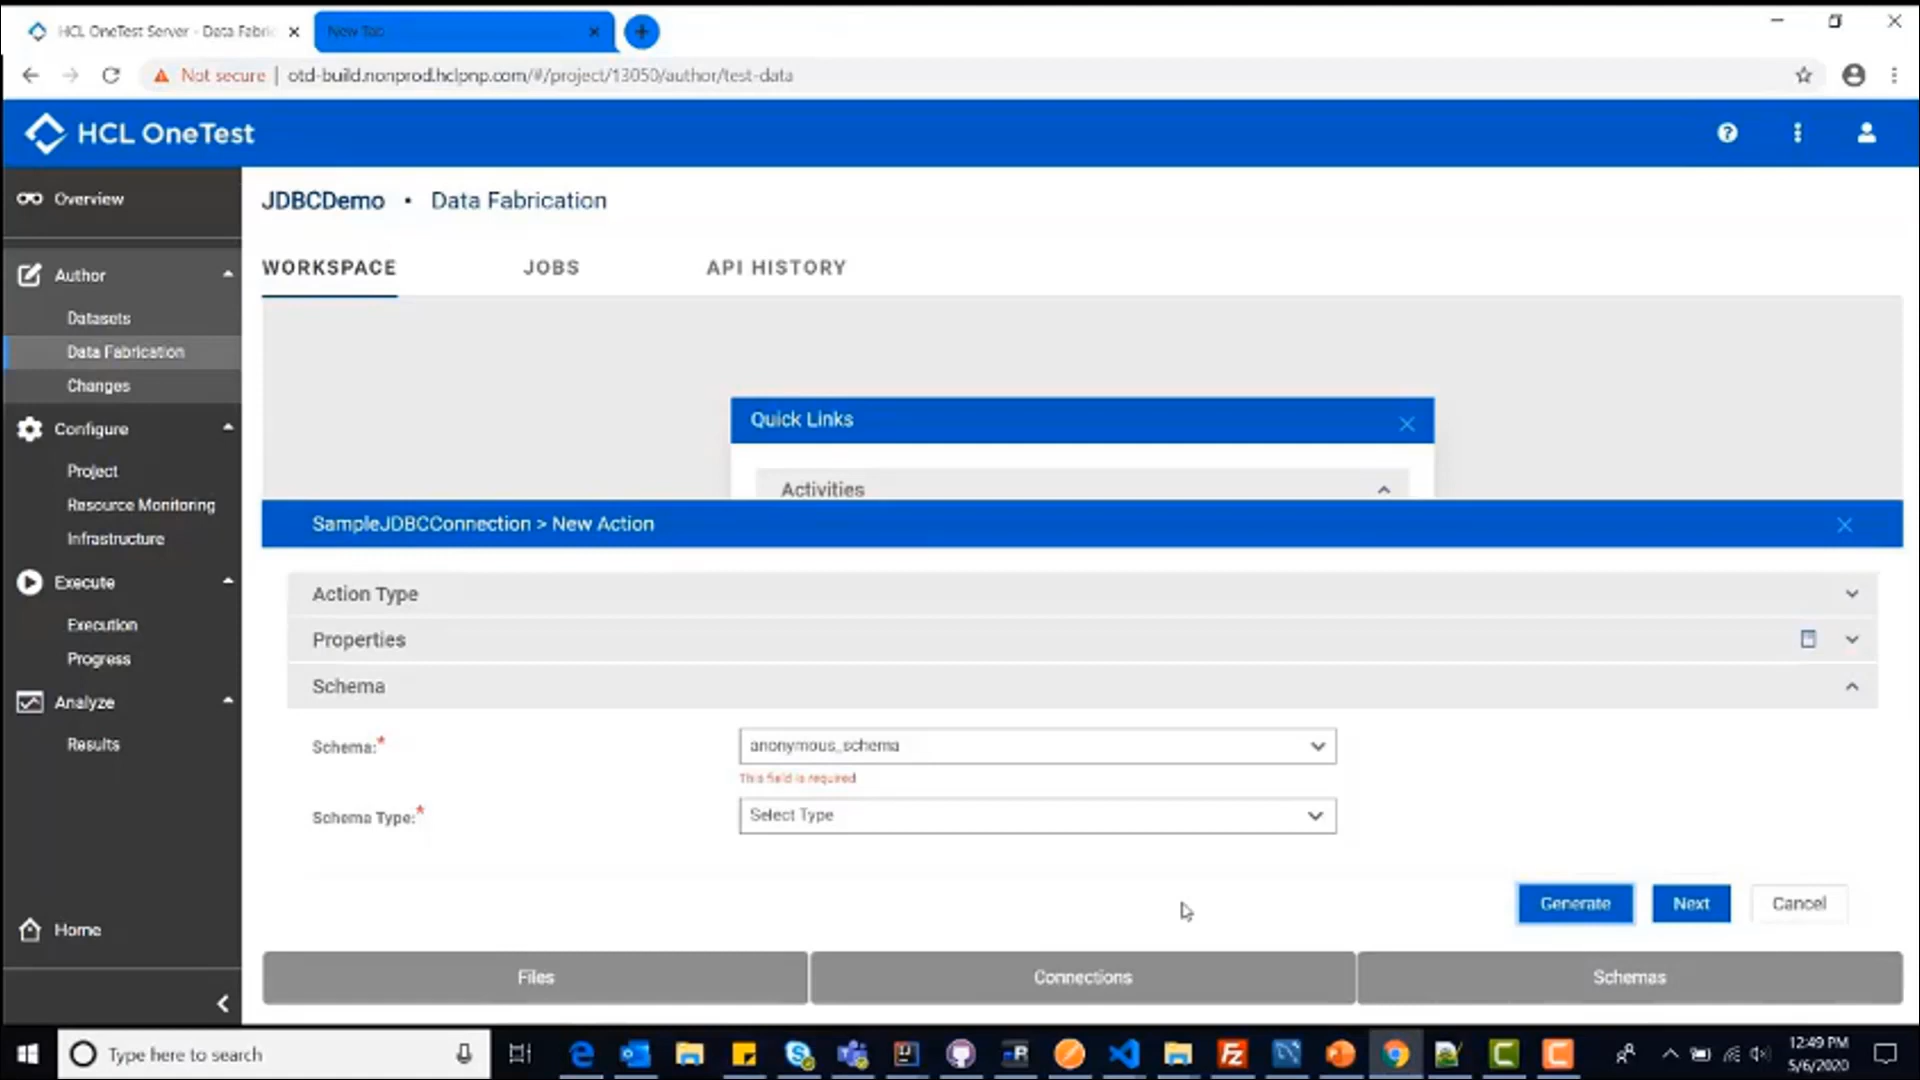 HCL OneTest Server - Data Fabric
New Tab
Not secure | otd-build.nonprod.hclpnp.com/#/project/13050/author/test-data
HCL OneTest
Overview
Author
Datasets
Data Fabrication
Changes
Configure
Project
Resource Monitoring
Infrastructure
Execute
Execution
Progress
Analyze
Results
Home
JDBCDemo • Data Fabrication
WORKSPACE JOBS API HISTORY
Quick Links
Activities
SampleJDBCConnection > New Action
Action Type
Properties
Schema
Schema:* anonymous_schema
This field is required
Schema Type:* Select Type
Generate Next Cancel
Files Connections Schemas
Type here to search
12:49 PM
5/6/2020